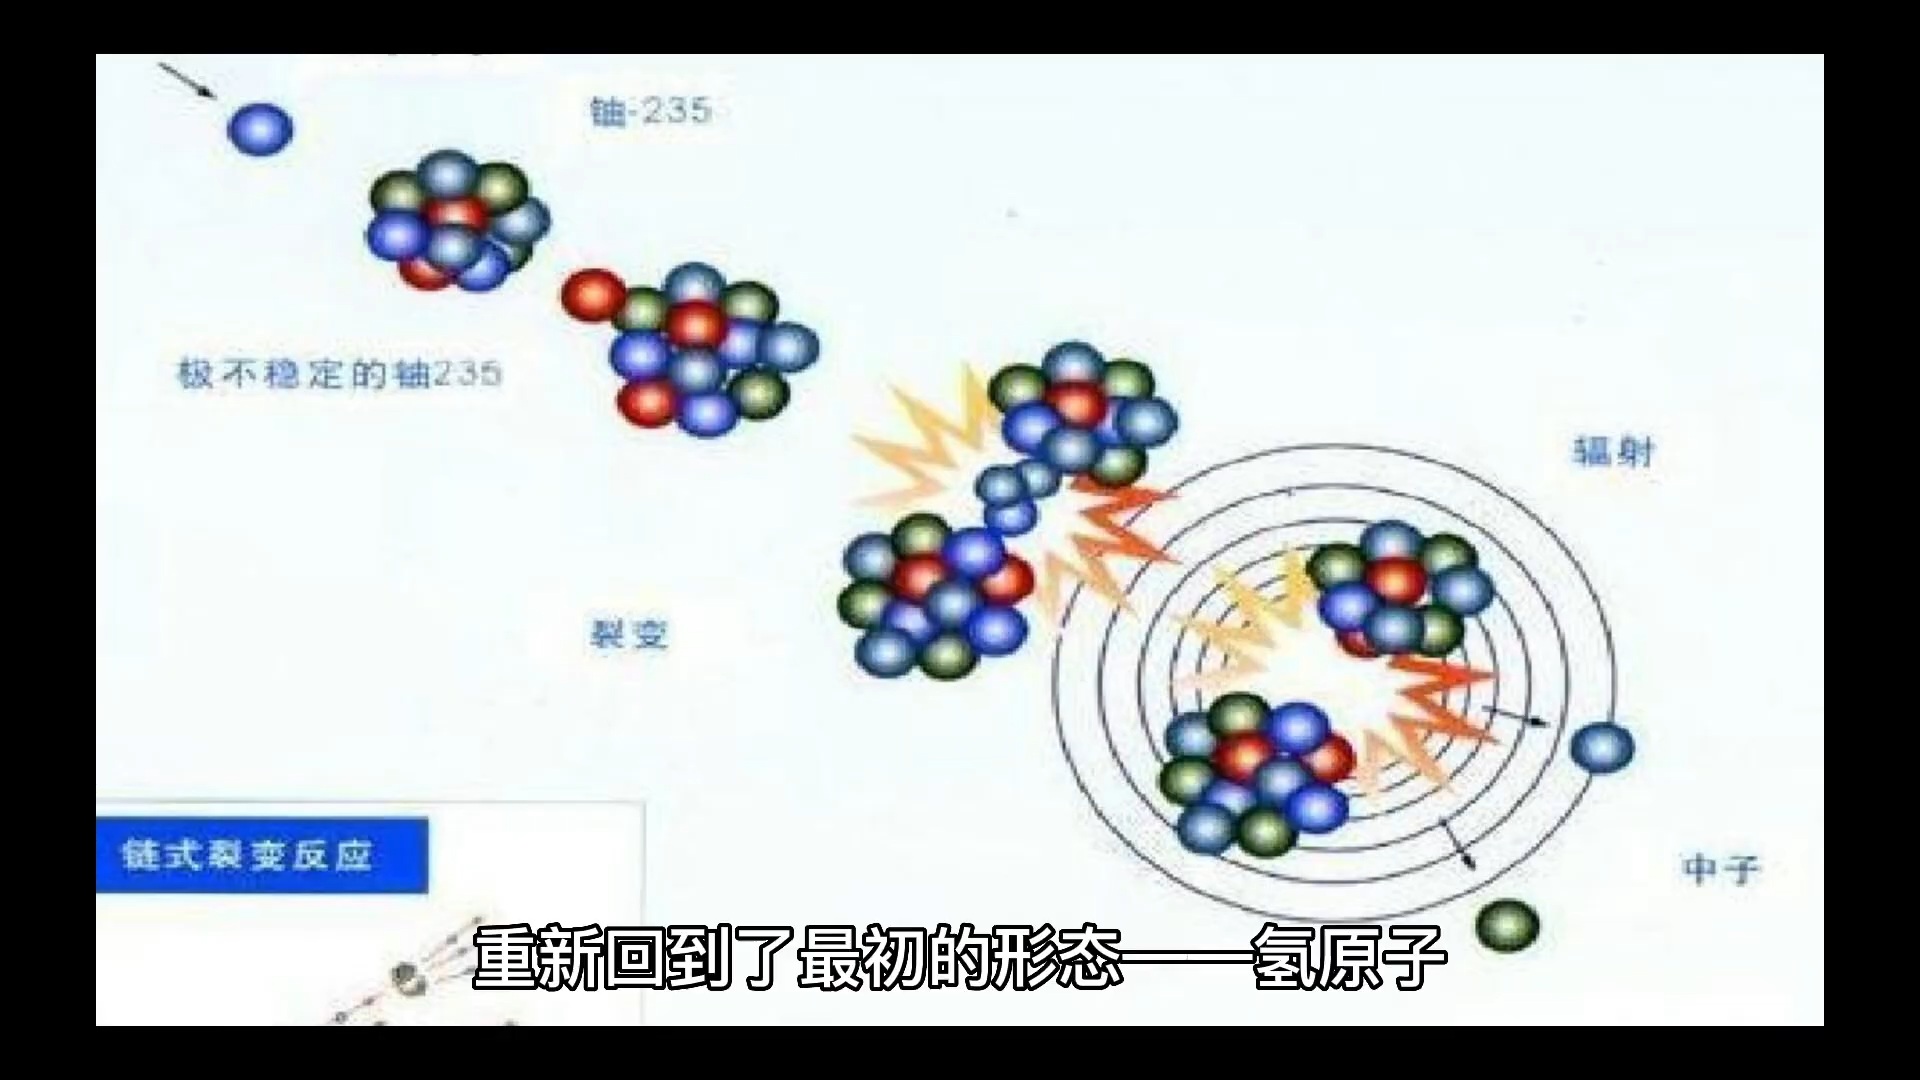 铀-235
极不稳定的铀235
辐射
裂变
链式裂变反应
中子
重新回到了最初的形态——氢原子